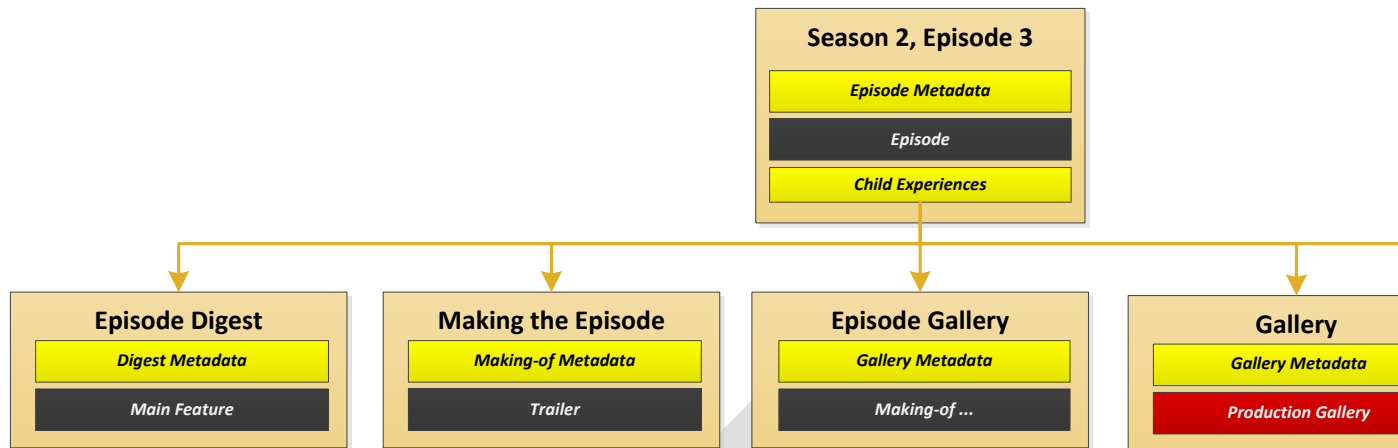 Season 2, Episode 3
Episode Metadata
Episode
Child Experiences
Episode Digest
Digest Metadata
Main Feature
Making the Episode
Making-of Metadata
Trailer
Episode Gallery
Gallery Metadata
Making-of ...
Gallery
Gallery Metadata
Production Gallery